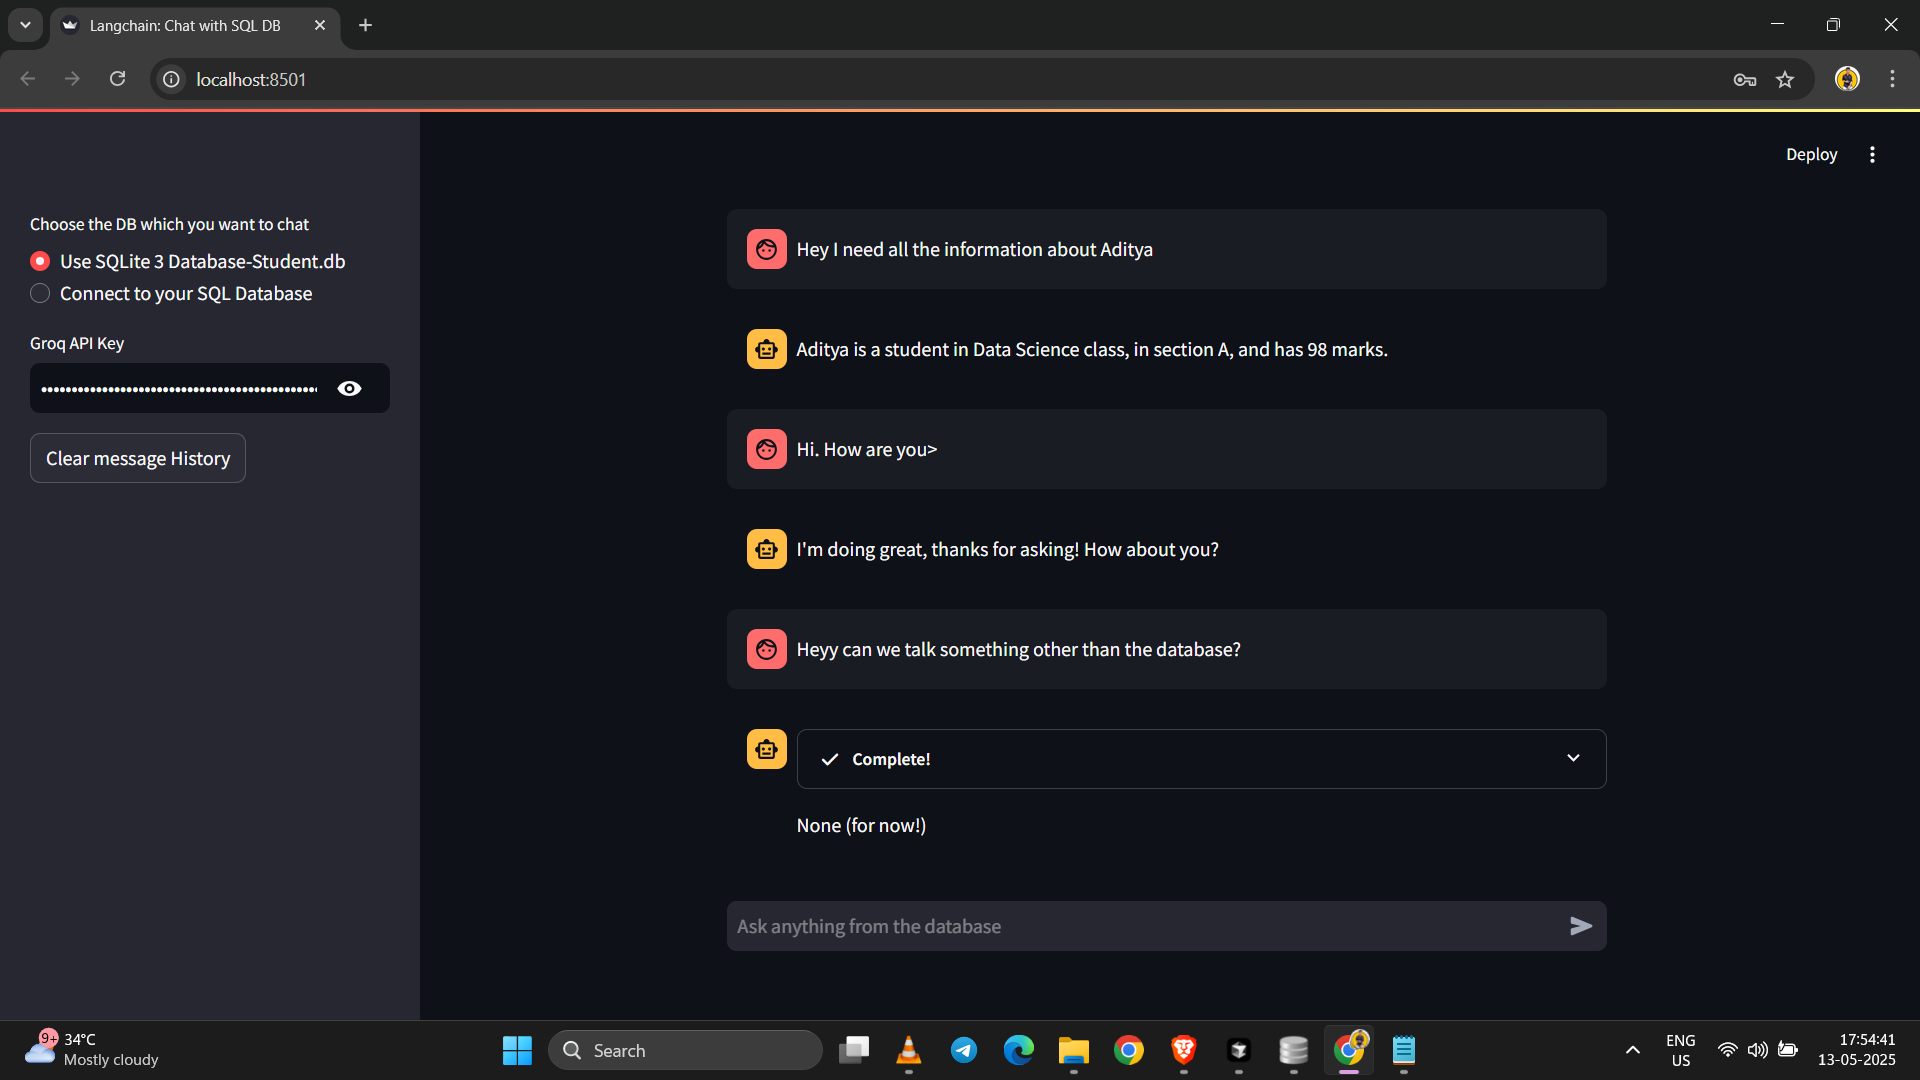 Langchain: Chat with SQL DB
localhost:8501
Deploy
Choose the DB which you want to chat
Use SQLite 3 Database-Student.db
Connect to your SQL Database
Groq API Key
Clear message History
Hey I need all the information about Aditya
Aditya is a student in Data Science class, in section A, and has 98 marks.
Hi. How are you>
I'm doing great, thanks for asking! How about you?
Heyy can we talk something other than the database?
Complete!
None (for now!)
Ask anything from the database
9+
34°C
Mostly cloudy
Search
ENG
US
17:54:41
13-05-2025